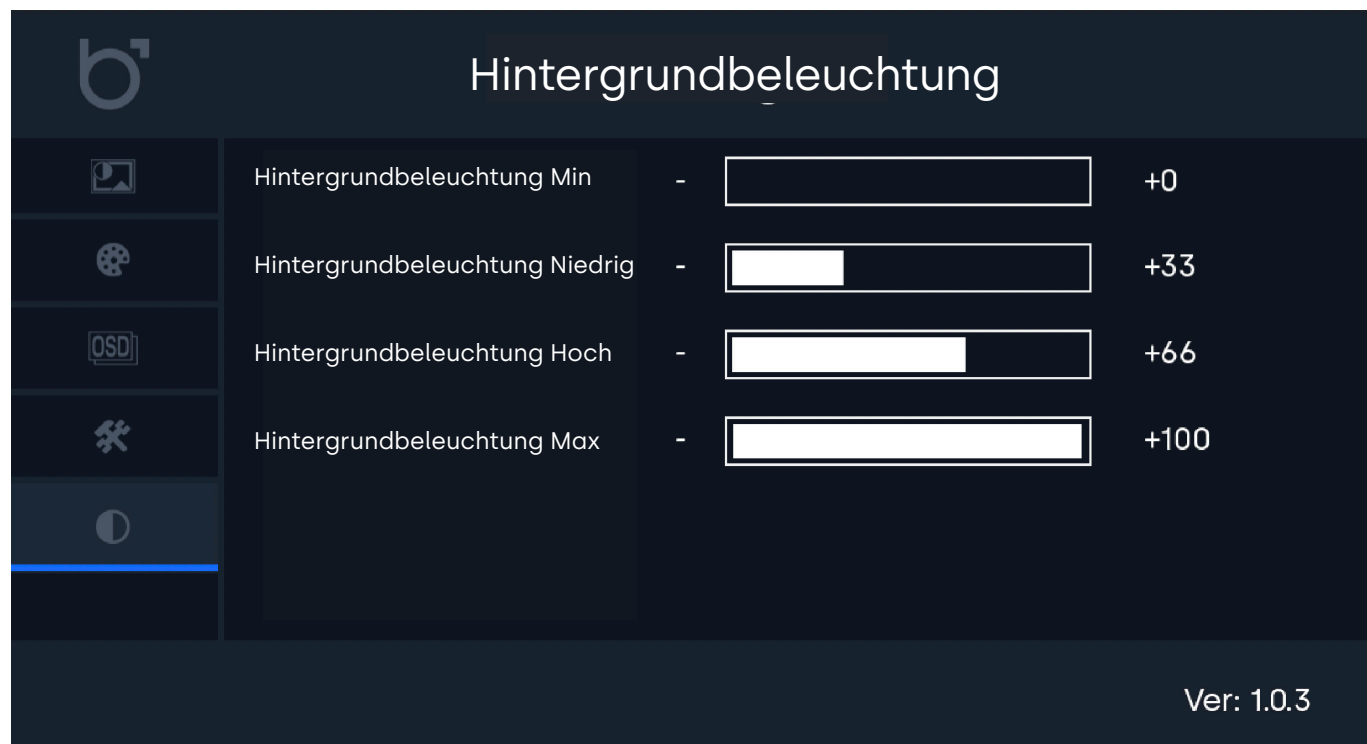 Hintergrundbeleuchtung
Hintergrundbeleuchtung Min - +0
Hintergrundbeleuchtung Niedrig - +33
OSD
Hintergrundbeleuchtung Hoch - +66
Hintergrundbeleuchtung Max - +100
Ver: 1.0.3